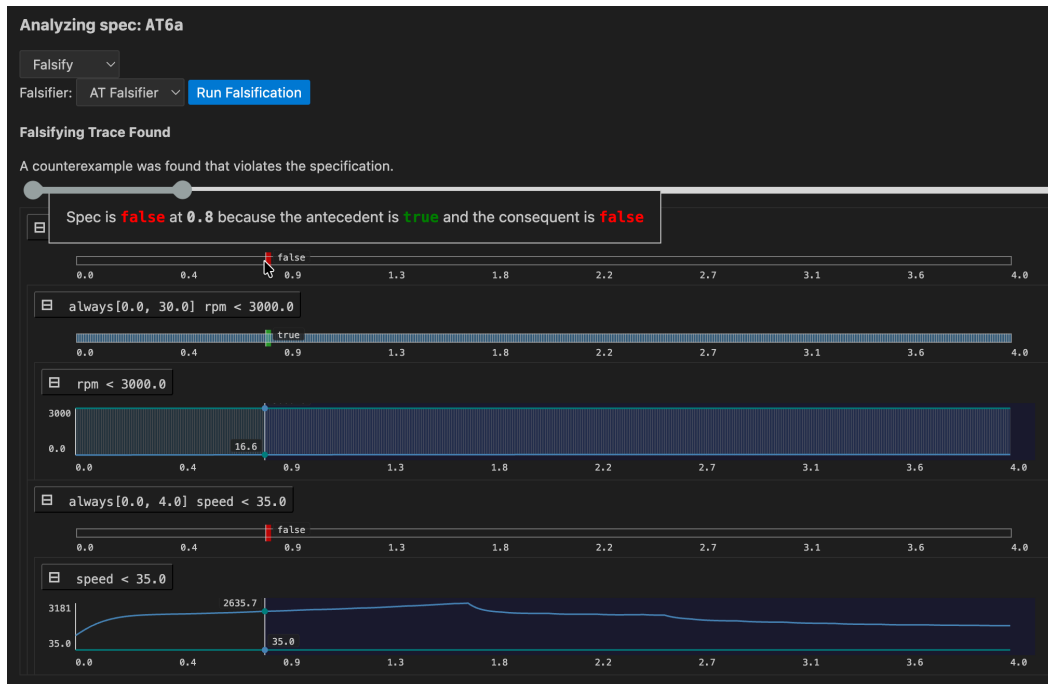 Analyzing spec: AT6a
Falsify
Falsifier: AT Falsifier Run Falsification
Falsifying Trace Found
A counterexample was found that violates the specification.
Spec is false at 0.8 because the antecedent is true and the consequent is false
false
0.0 0.4 0.9 1.3 1.8 2.2 2.7 3.1 3.6 4.0
always[0.0, 30.0] rpm < 3000.0
true
0.0 0.4 0.9 1.3 1.8 2.2 2.7 3.1 3.6 4.0
rpm < 3000.0
3000
16.6
0.0
0.0 0.4 0.9 1.3 1.8 2.2 2.7 3.1 3.6 4.0
always[0.0, 4.0] speed < 35.0
false
0.0 0.4 0.9 1.3 1.8 2.2 2.7 3.1 3.6 4.0
speed < 35.0
3181 2635.7
35.0 35.0
0.0 0.4 0.9 1.3 1.8 2.2 2.7 3.1 3.6 4.0